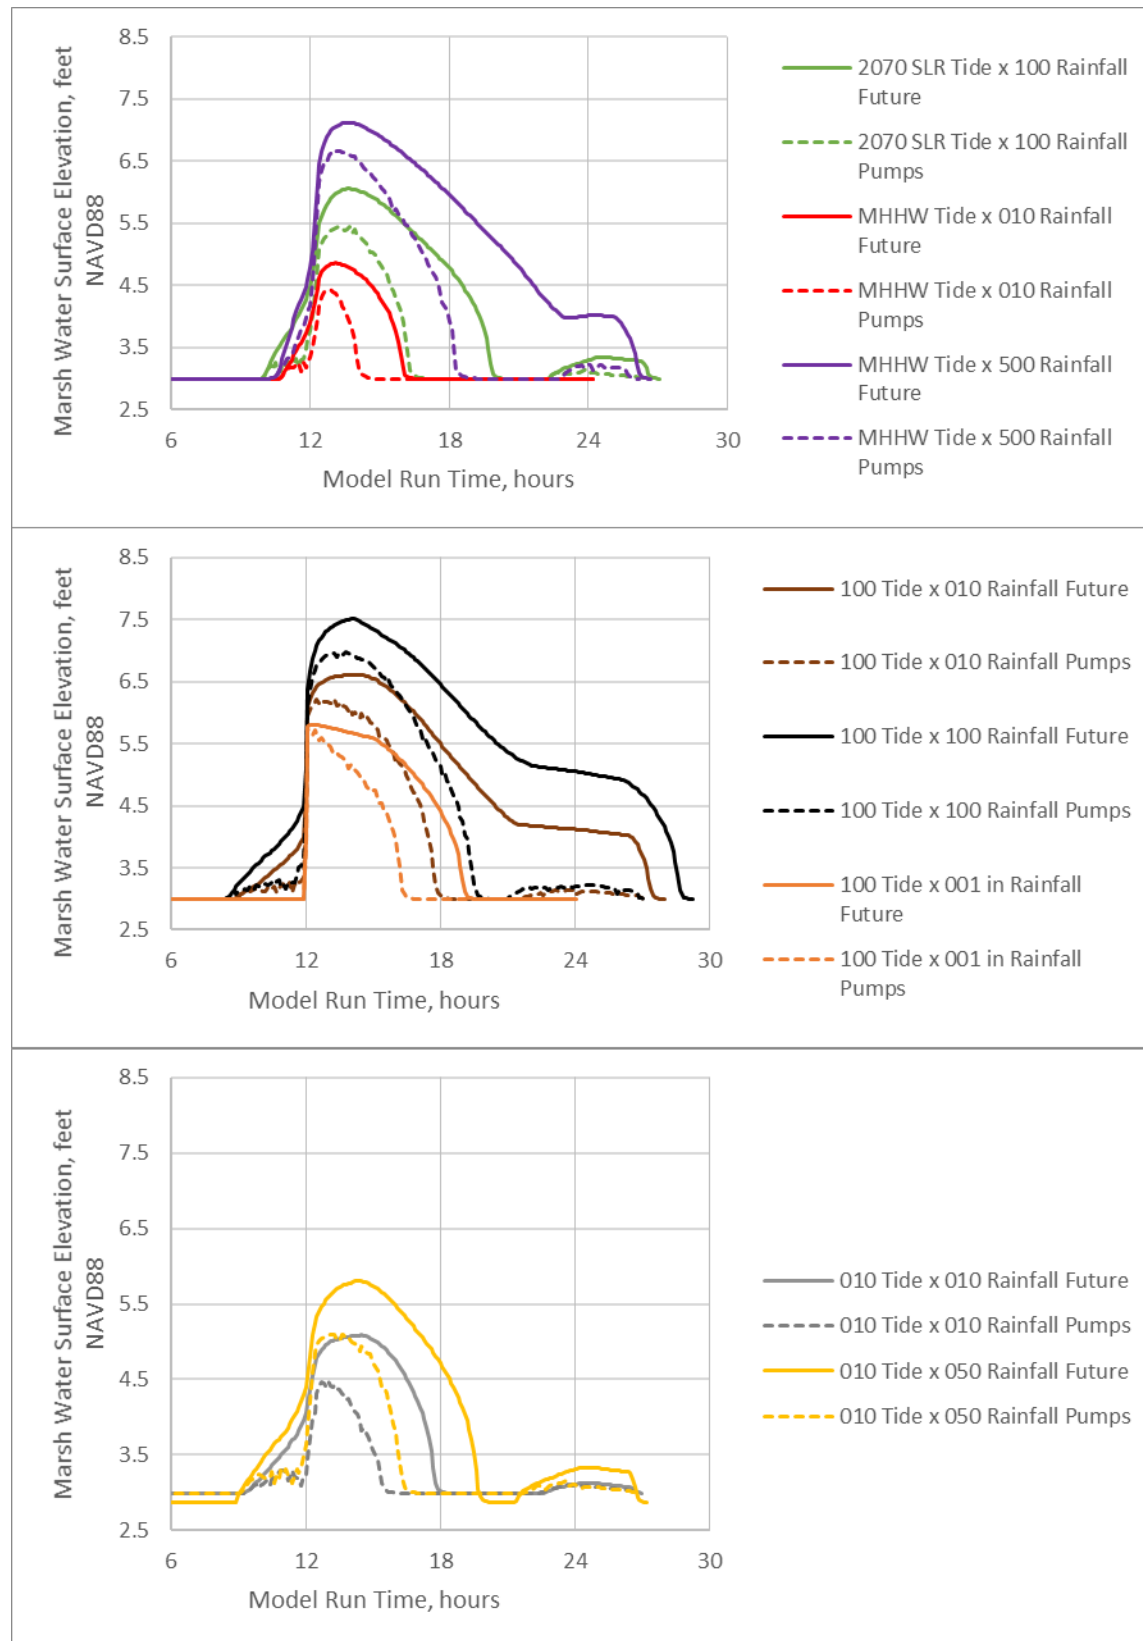 8.5
7.5
6.5
5.5
4.5
3.5
2.5
6
12
18
24
30
Marsh Water Surface Elevation, feet
NAVD88
Model Run Time, hours
2070 SLR Tide x 100 Rainfall
Future
2070 SLR Tide x 100 Rainfall
Pumps
MHHW Tide x 010 Rainfall
Future
MHHW Tide x 010 Rainfall
Pumps
MHHW Tide x 500 Rainfall
Future
MHHW Tide x 500 Rainfall
Pumps
8.5
7.5
6.5
5.5
4.5
3.5
2.5
6
12
18
24
30
Marsh Water Surface Elevation, feet
NAVD88
Model Run Time, hours
100 Tide x 010 Rainfall Future
100 Tide x 010 Rainfall Pumps
100 Tide x 100 Rainfall Future
100 Tide x 100 Rainfall Pumps
100 Tide x 001 in Rainfall
Future
100 Tide x 001 in Rainfall
Pumps
8.5
7.5
6.5
5.5
4.5
3.5
2.5
6
12
18
24
30
Marsh Water Surface Elevation, feet
NAVD88
Model Run Time, hours
010 Tide x 010 Rainfall Future
010 Tide x 010 Rainfall Pumps
010 Tide x 050 Rainfall Future
010 Tide x 050 Rainfall Pumps